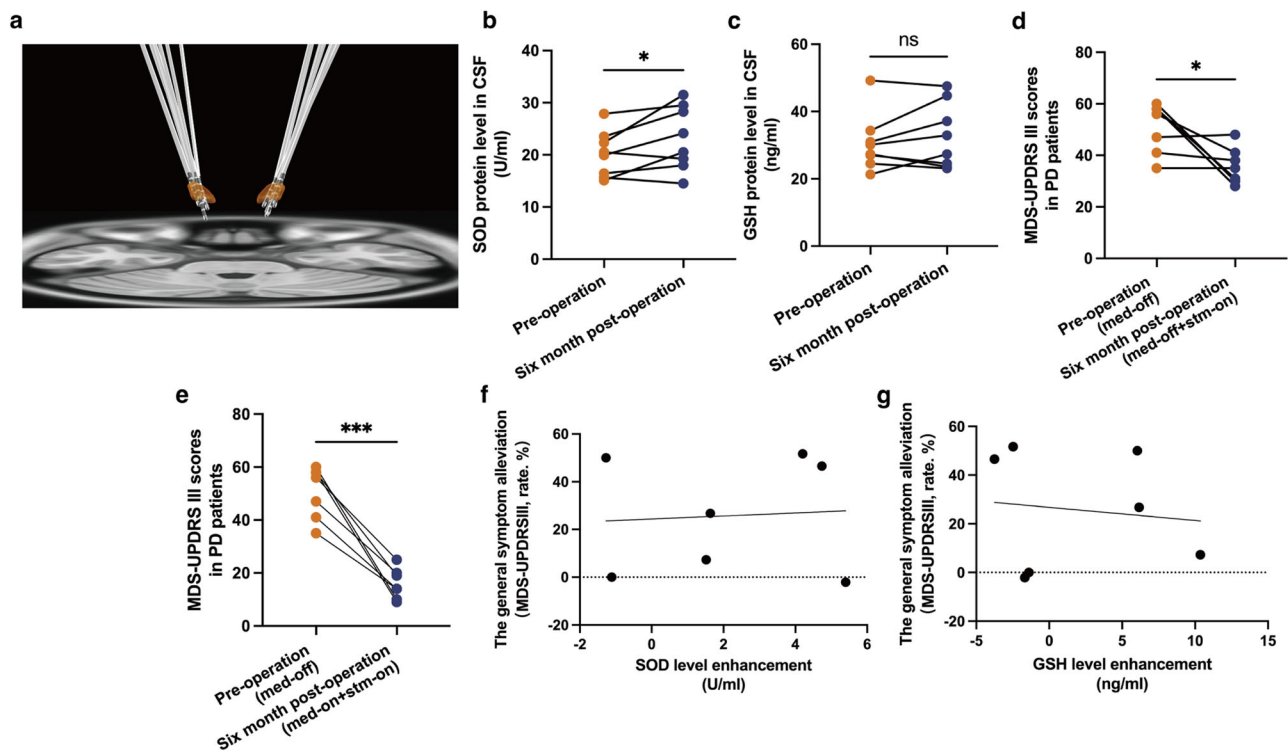 a
b
SOD protein level in CSF
(U/ml)
40
30
20
10
0
*
Pre-operation
Six month post-operation
c
GSH protein level in CSF
(ng/ml)
60
40
20
0
ns
Pre-operation
Six month post-operation
d
MDS-UPDRS III scores
in PD patients
80
60
40
20
0
*
Pre-operation
(med-off)
Six month post-operation
(med-off+stm-on)
e
MDS-UPDRS III scores
in PD patients
80
60
40
20
0
***
Pre-operation
(med-off)
Six month post-operation
(med-on+stm-on)
f
The general symptom alleviation
(MDS-UPDRSIII, rate. %)
60
40
20
0
-20
-2 0 2 4 6
SOD level enhancement
(U/ml)
g
The general symptom alleviation
(MDS-UPDRSIII, rate. %)
60
40
20
0
-20
-5 0 5 10 15
GSH level enhancement
(ng/ml)